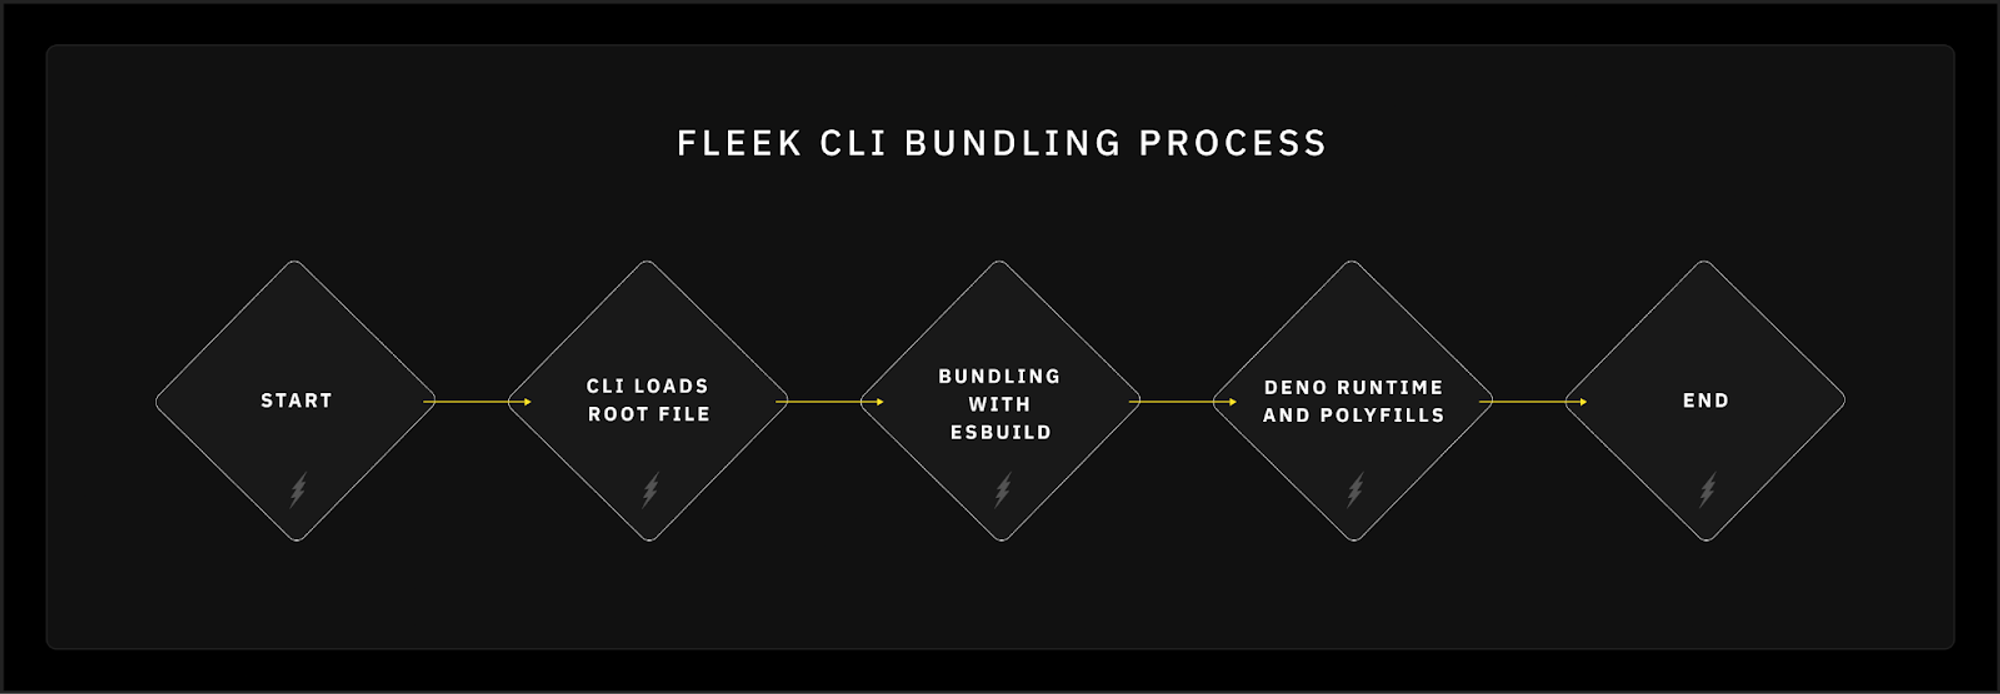 FLEEK CLI BUNDLING PROCESS
START
CLI LOADS
ROOT FILE
BUNDLING
WITH
ESBUILD
DENO RUNTIME
AND POLYFILLS
END